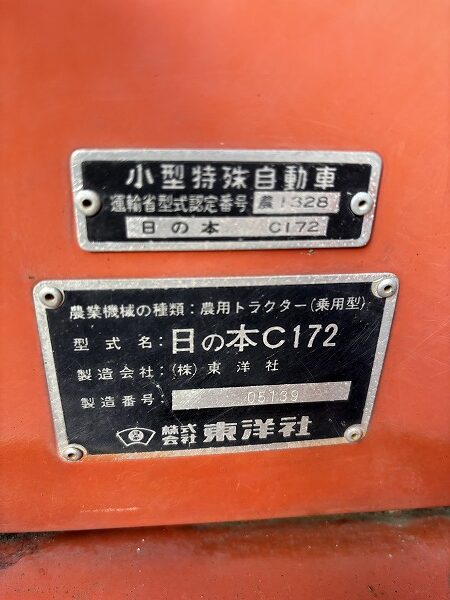 小型特殊自動車
運輸省型式認定番号 農1328
日の本 C172
農業機械の種類:農用トラクター(乗用型)
型式名:日の本C172
製造会社:(株)東洋社
製造番号: 05139
株式会社 東洋社